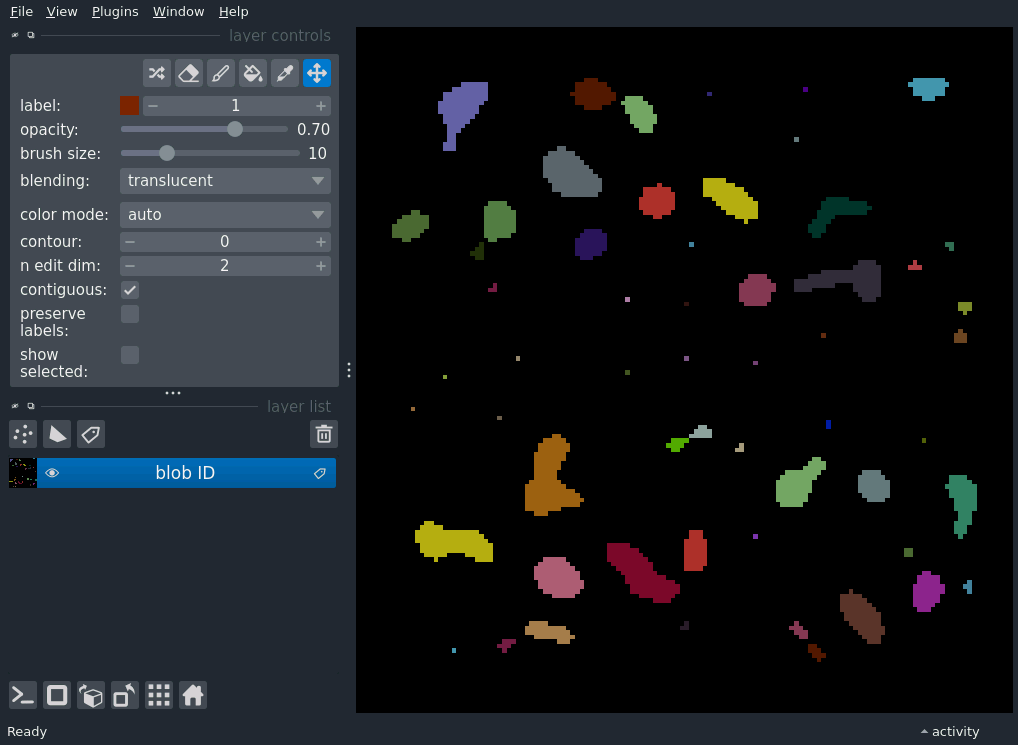 File View Plugins Window Help
layer controls
label: 1
opacity: 0.70
brush size: 10
blending: translucent
color mode: auto
contour: 0
n edit dim: 2
contiguous:
preserve
labels:
show
selected:
layer list
blob ID
Ready
activity